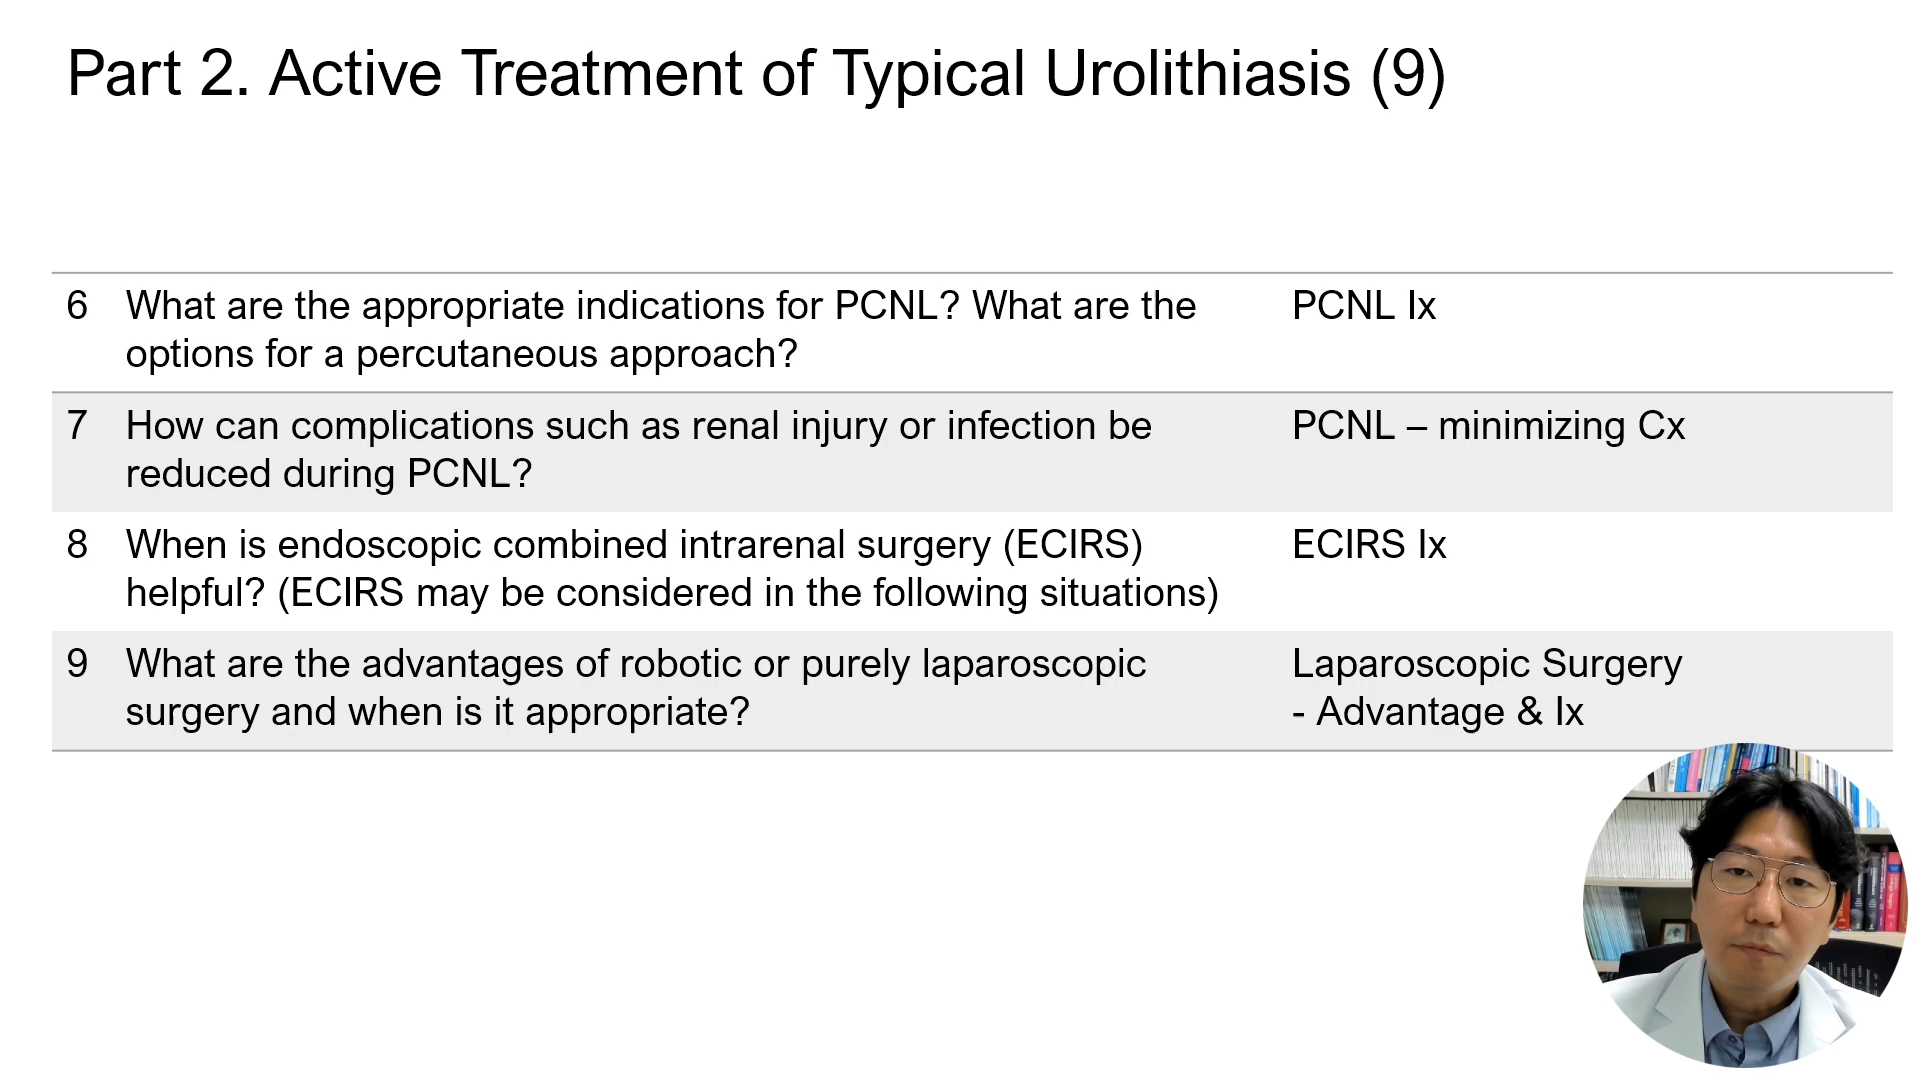 Part 2. Active Treatment of Typical Urolithiasis (9)
6 What are the appropriate indications for PCNL? What are the PCNL Ix
options for a percutaneous approach?
7 How can complications such as renal injury or infection be PCNL – minimizing Cx
reduced during PCNL?
8 When is endoscopic combined intrarenal surgery (ECIRS) ECIRS Ix
helpful? (ECIRS may be considered in the following situations)
9 What are the advantages of robotic or purely laparoscopic Laparoscopic Surgery
surgery and when is it appropriate? - Advantage & Ix